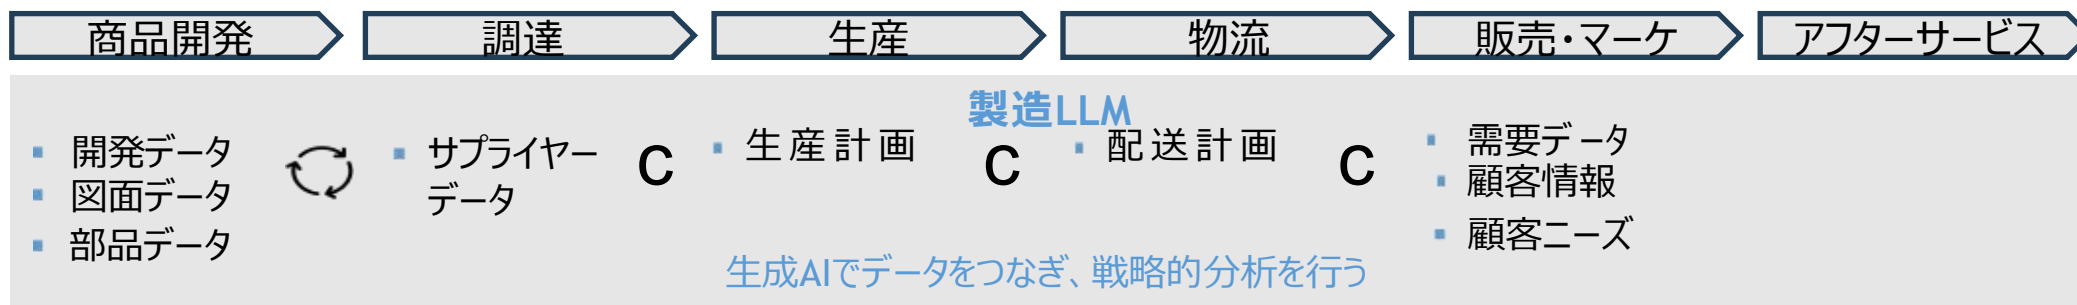 商品開発
調達
生産
物流
販売・マーケ
アフターサービス
製造LLM
開発データ
図面データ
部品データ
サプライヤー
データ
C
生産計画
C
配送計画
C
需要データ
顧客情報
顧客ニーズ
生成AIでデータをつなぎ、戦略的分析を行う